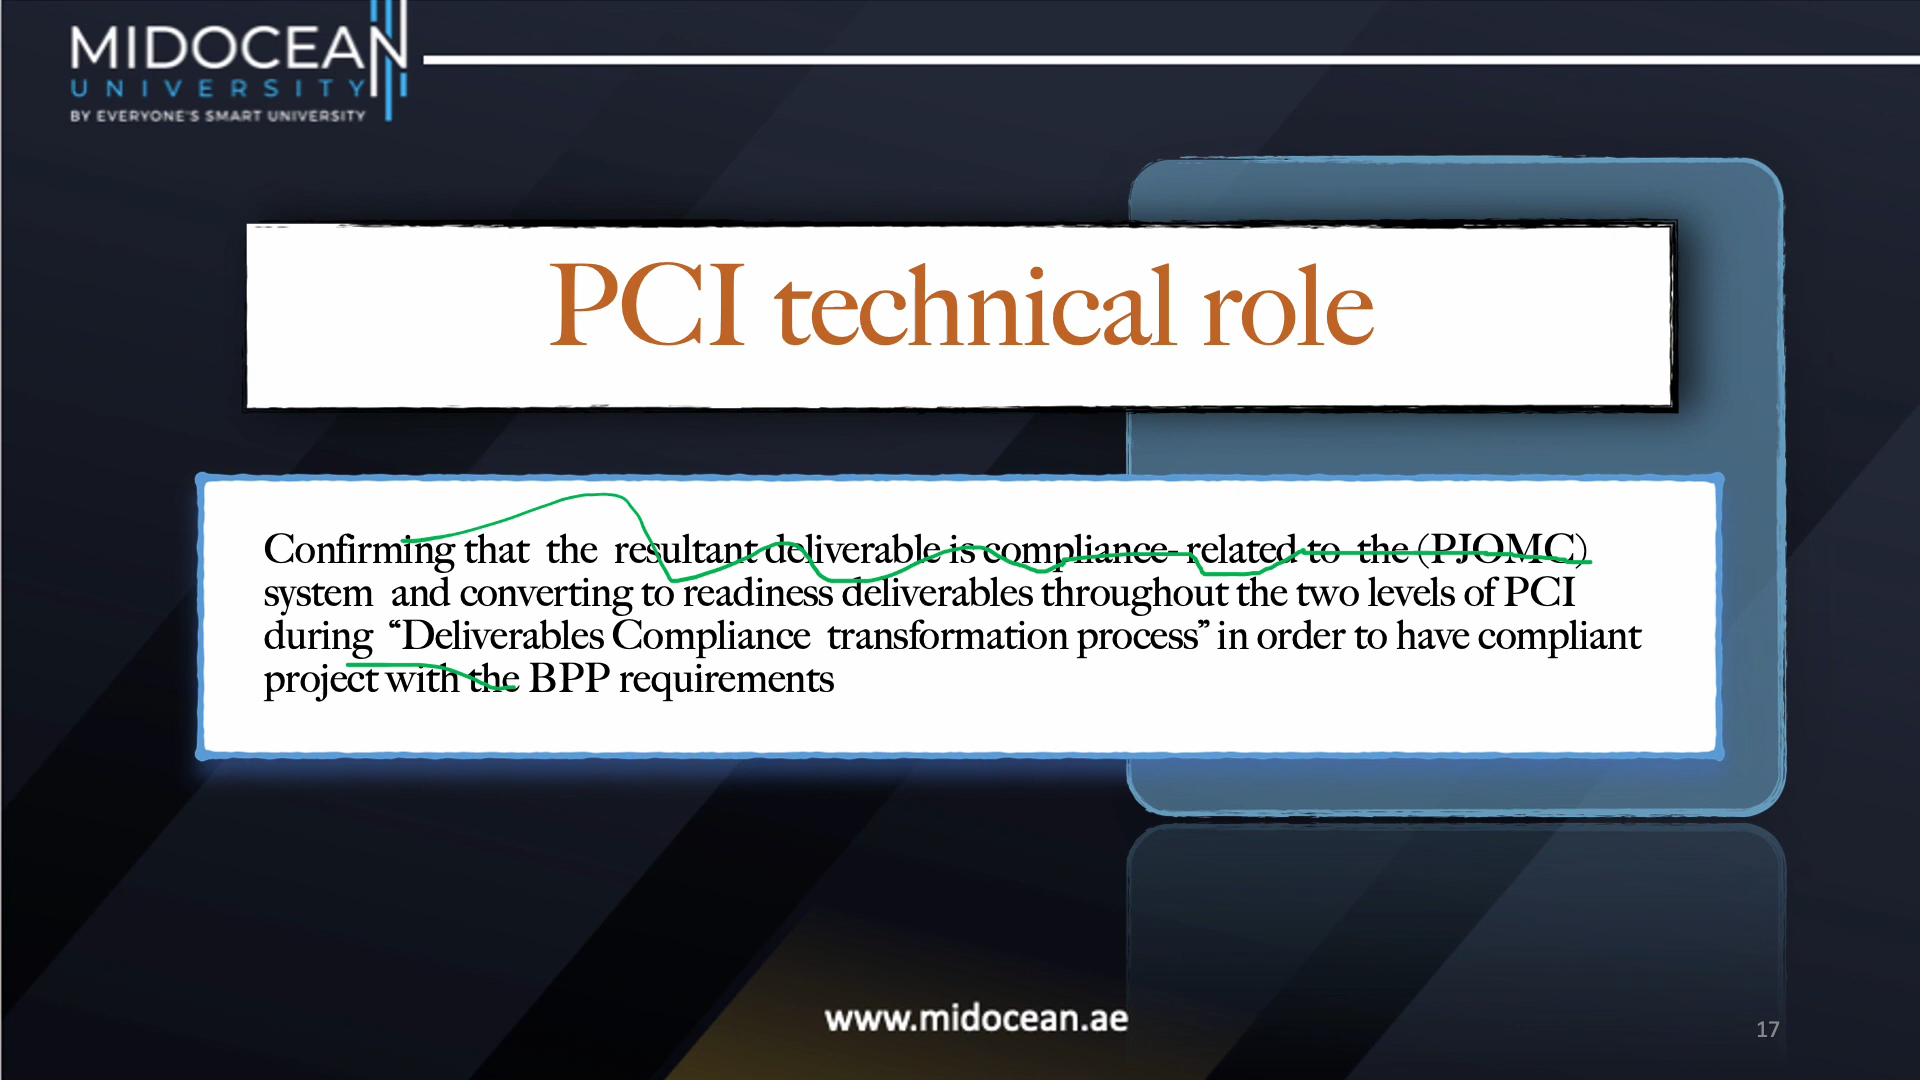 MIDOCEAN
UNIVERSITY
BY EVERYONE'S SMART UNIVERSITY
PCI technical role
Confirming that the resultant deliverable is compliance- related to the (PJOMC)
system and converting to readiness deliverables throughout the two levels of PCI
during “Deliverables Compliance transformation process” in order to have compliant
project with the BPP requirements
www.midocean.ae
17